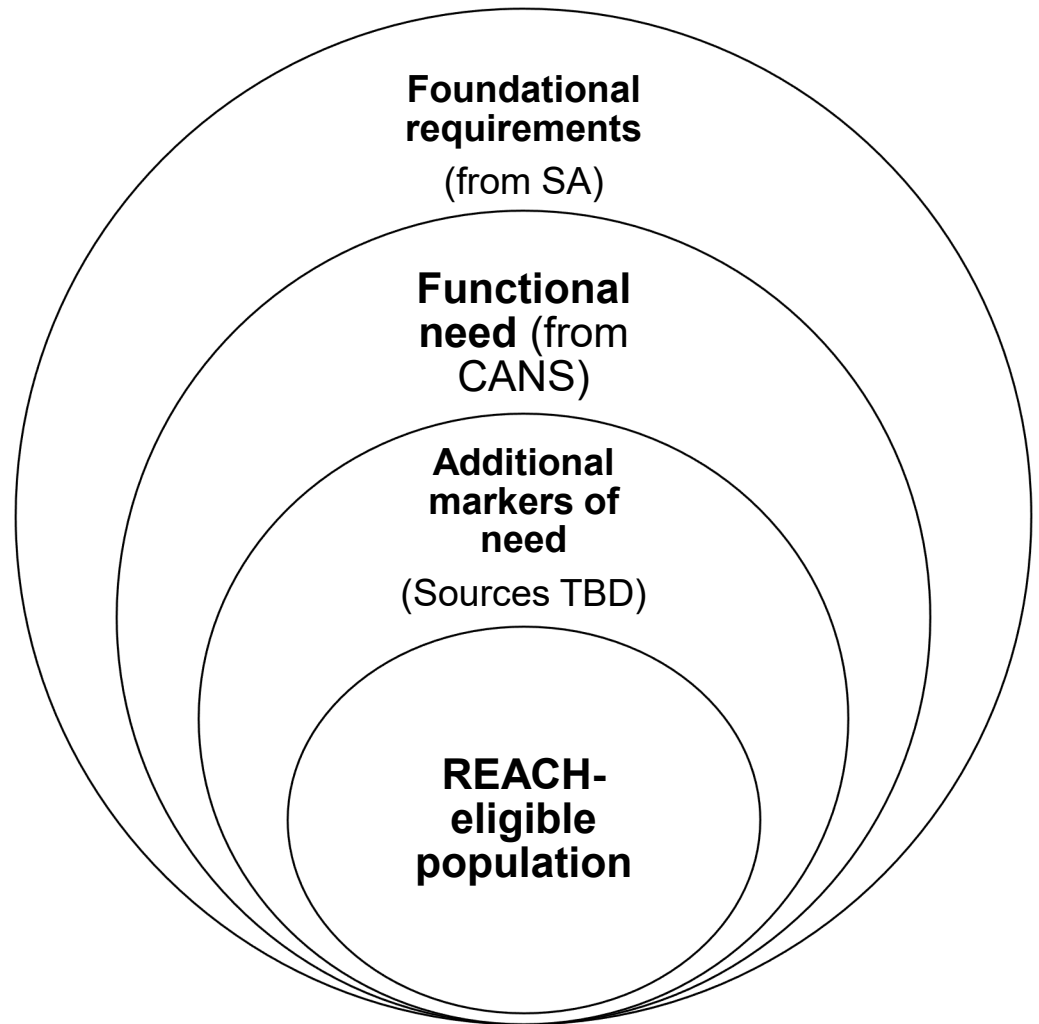 Foundational
requirements
(from SA)
Functional
need (from
CANS)
Additional
markers of
need
(Sources TBD)
REACH-
eligible
population